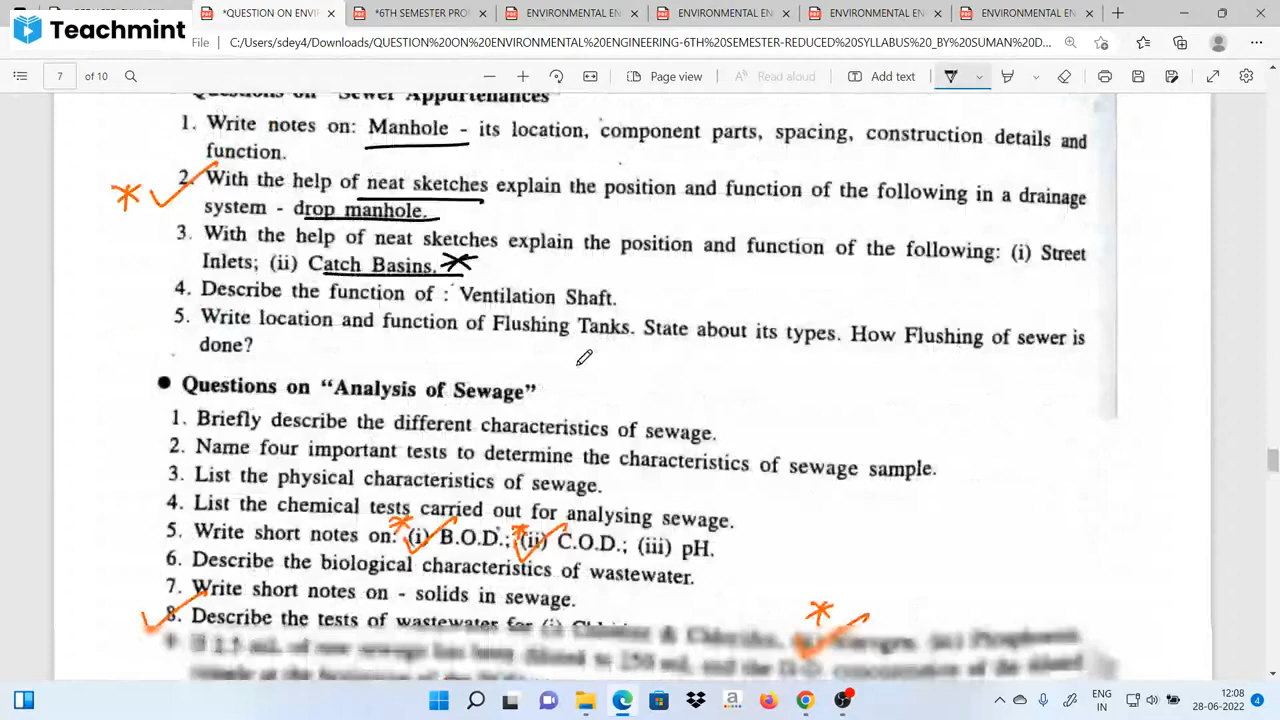 *QUESTION ON ENVI
*6TH SEMESTER DRO
ENVIRONMENTAL
ENVIRONMENTAL
ENVIRONMENTAL EN
Teachmint
File
C:/Users/sdey4/Downloads/QUESTION%20ON%20ENVIRONMENTAL%20ENGINEERING-6TH%20SEMESTER-REDUCED%20SYLLABUS%20_BY%20SUMAN%20D...
7 of 10
Page view
Read aloud
Add text
Questions on "Sewer Appurtenances"
1. Write notes on: Manhole - its location, component parts, spacing, construction details and
function.
2. With the help of neat sketches explain the position and function of the following in a drainage
system - drop manhole.
3. With the help of neat sketches explain the position and function of the following: (i) Street
Inlets; (ii) Catch Basins.
4. Describe the function of : Ventilation Shaft.
5. Write location and function of Flushing Tanks. State about its types. How Flushing of sewer is
done?
● Questions on "Analysis of Sewage"
1. Briefly describe the different characteristics of sewage.
2. Name four important tests to determine the characteristics of sewage sample.
3. List the physical characteristics of sewage.
4. List the chemical tests carried out for analysing sewage.
5. Write short notes on: (i) B.O.D.; (ii) C.O.D.; (iii) pH.
6. Describe the biological characteristics of wastewater.
7. Write short notes on - solids in sewage.
8. Describe the tests of wastewater for (i)
ENG
IN
12:08
28-06-2022
4